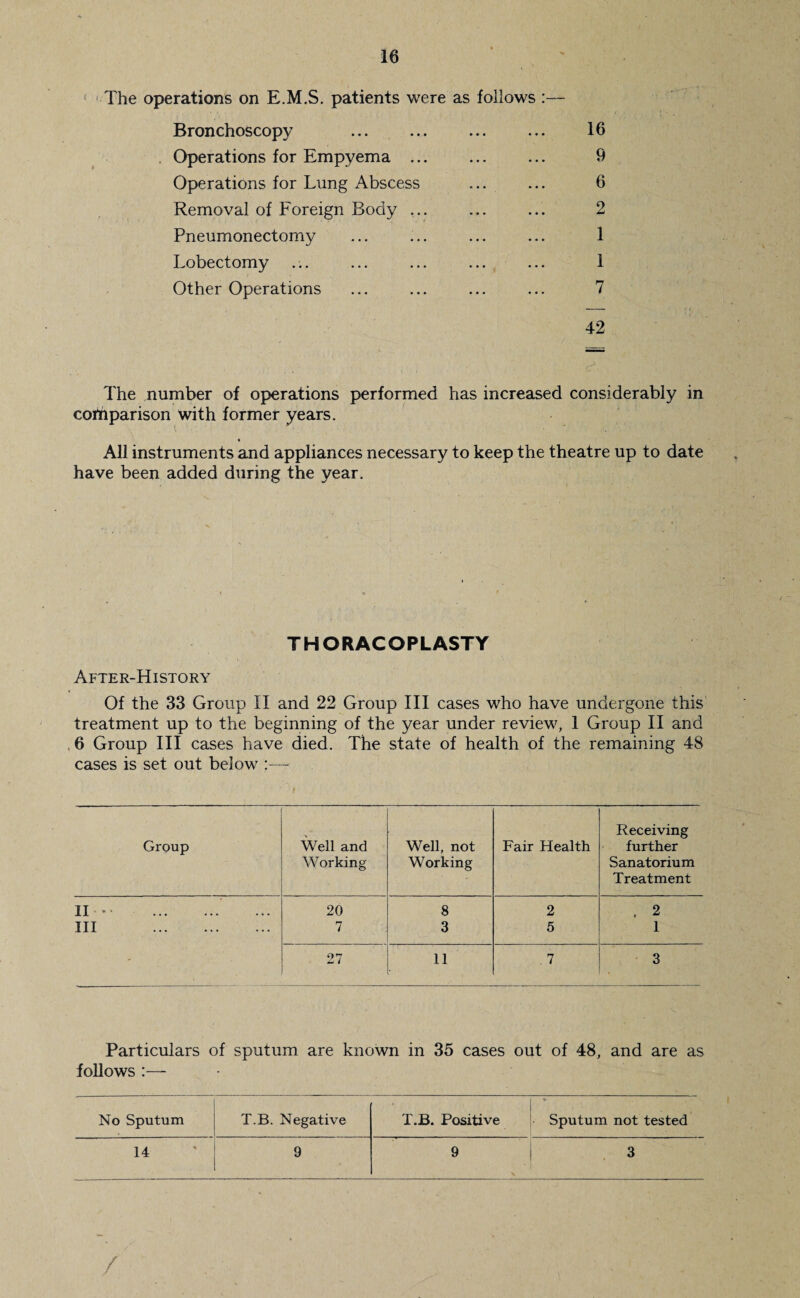 16
The operations on E.M.S. patients were as follows :—
Bronchoscopy ... ... ... ... 16
Operations for Empyema ... ... ... 9
Operations for Lung Abscess ... ... 6
Removal of Foreign Body ... ... ... 2
Pneumonectomy ... ... ... ... 1
Lobectomy ... ... ... ... ... 1
Other Operations ... ... ... ... 7
42
The number of operations performed has increased considerably in
comparison with former years.
All instruments and appliances necessary to keep the theatre up to date
have been added during the year.
THORACOPLASTY
After-History
Of the 33 Group II and 22 Group III cases who have undergone this
treatment up to the beginning of the year under review, 1 Group II and
6 Group III cases have died. The state of health of the remaining 48
cases is set out below :—
Group | Well and Working | Well, not Working | Fair Health | Receiving further Sanatorium Treatment
II ... ... ... ... 20 8 2 2
III ... ... ... 7 3 5 1
27 11 7 3
Particulars of sputum are known in 35 cases out of 48, and are as
follows :—
No Sputum | T.B. Negative | T.B. Positive | Sputum not tested
14 9 9 3